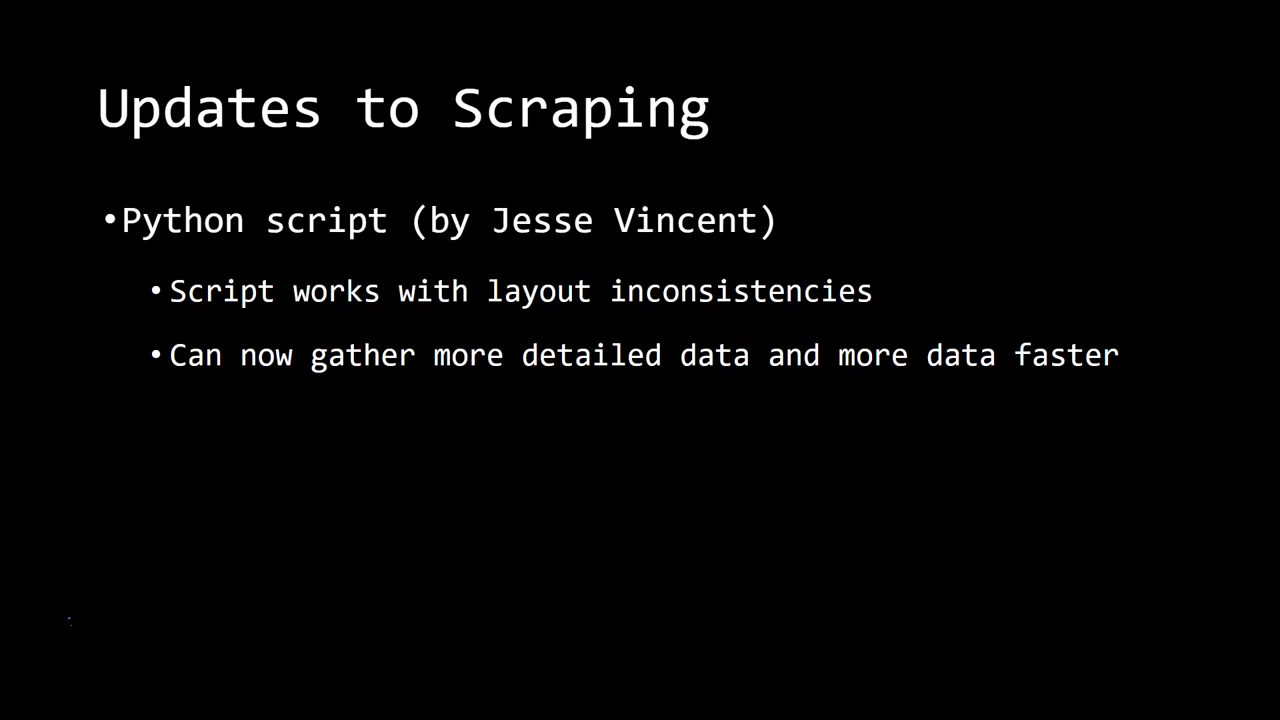 Updates to Scraping
•Python script (by Jesse Vincent)
•Script works with layout inconsistencies
•Can now gather more detailed data and more data faster